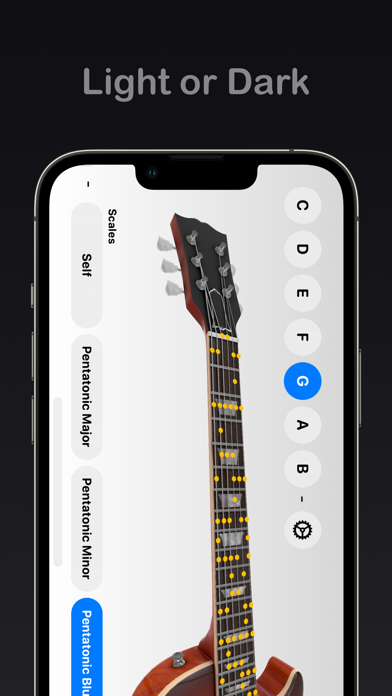 Light or Dark
C
D
E
F
G
A
B
-
-
Scales
Self
Pentatonic Major
Pentatonic Minor
Pentatonic Blu